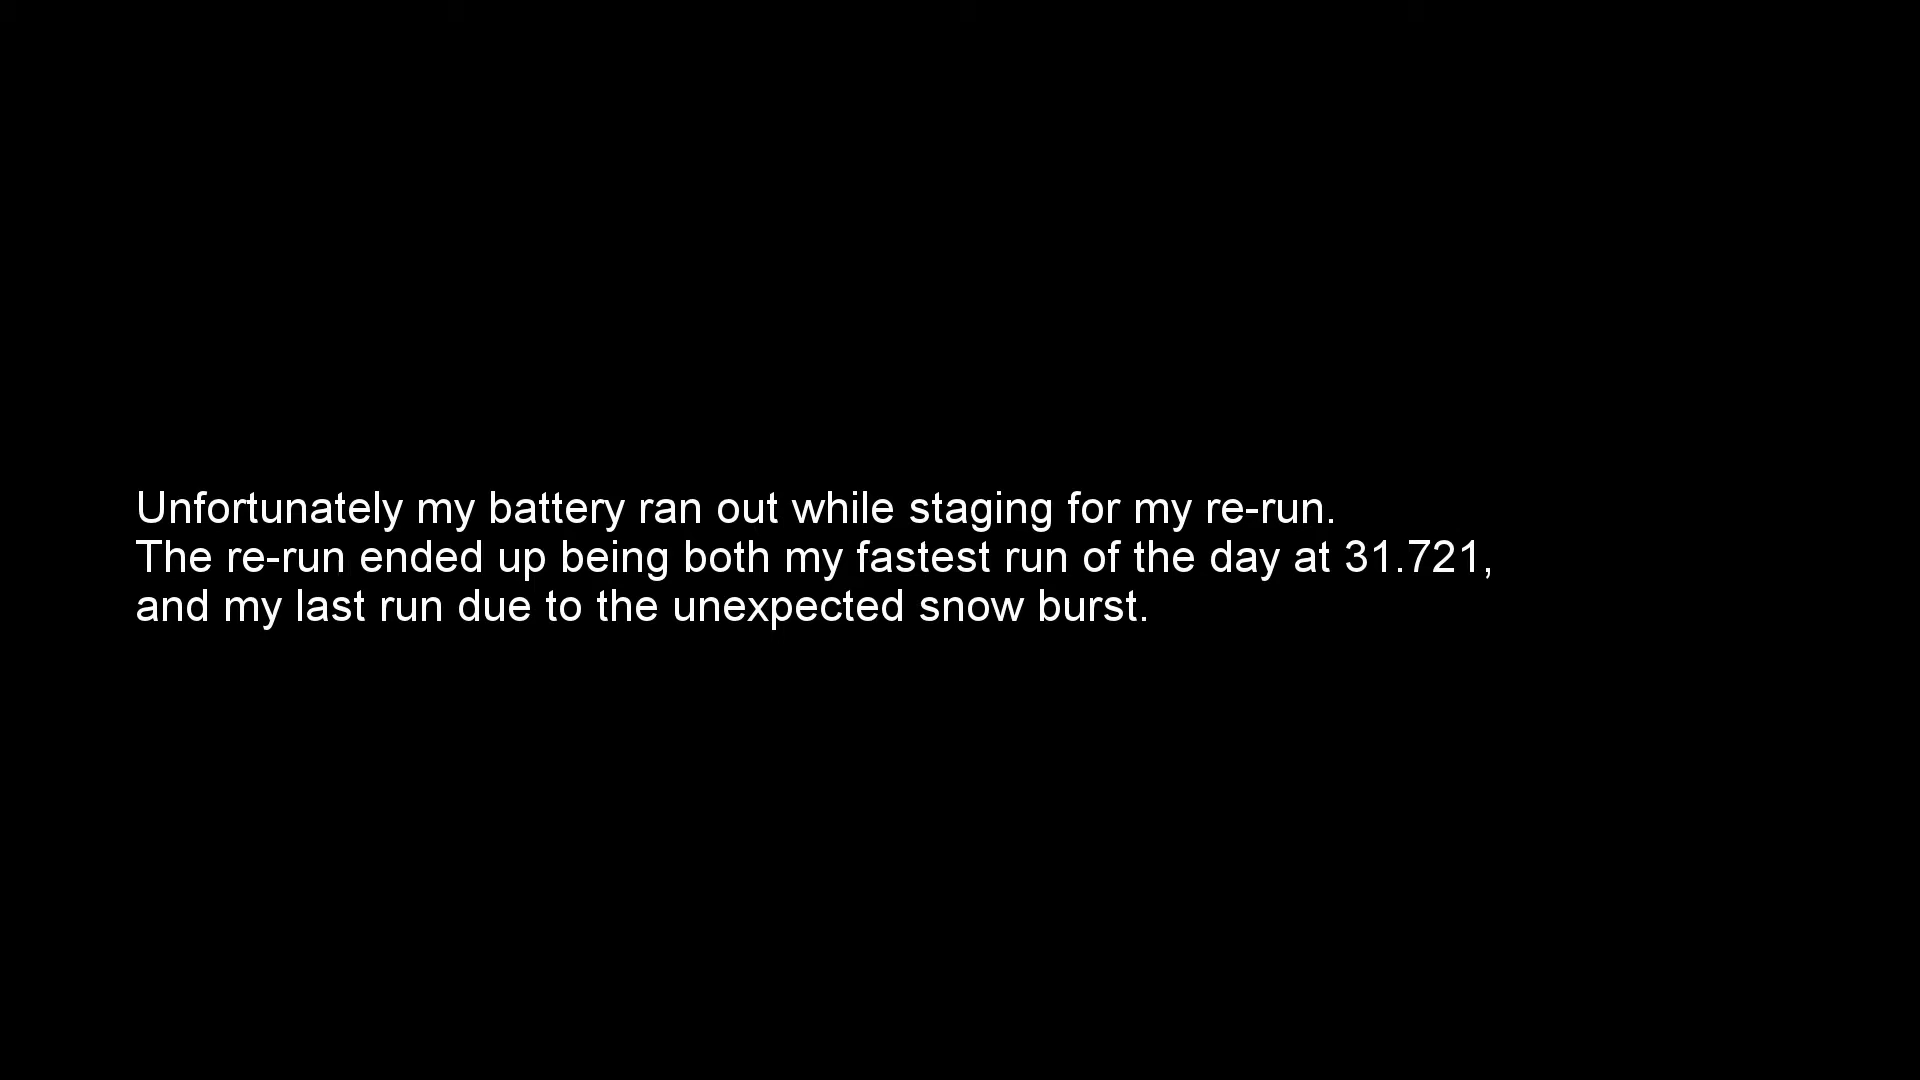 Unfortunately my battery ran out while staging for my re-run.
The re-run ended up being both my fastest run of the day at 31.721,
and my last run due to the unexpected snow burst.